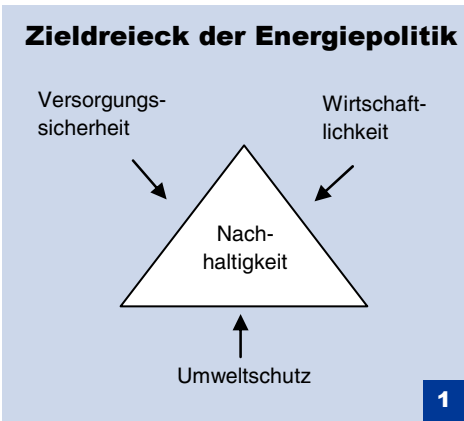 Zieldreieck der Energiepolitik
Versorgungs-
sicherheit
Wirtschaft-
lichkeit
Nach-
haltigkeit
Umweltschutz
1